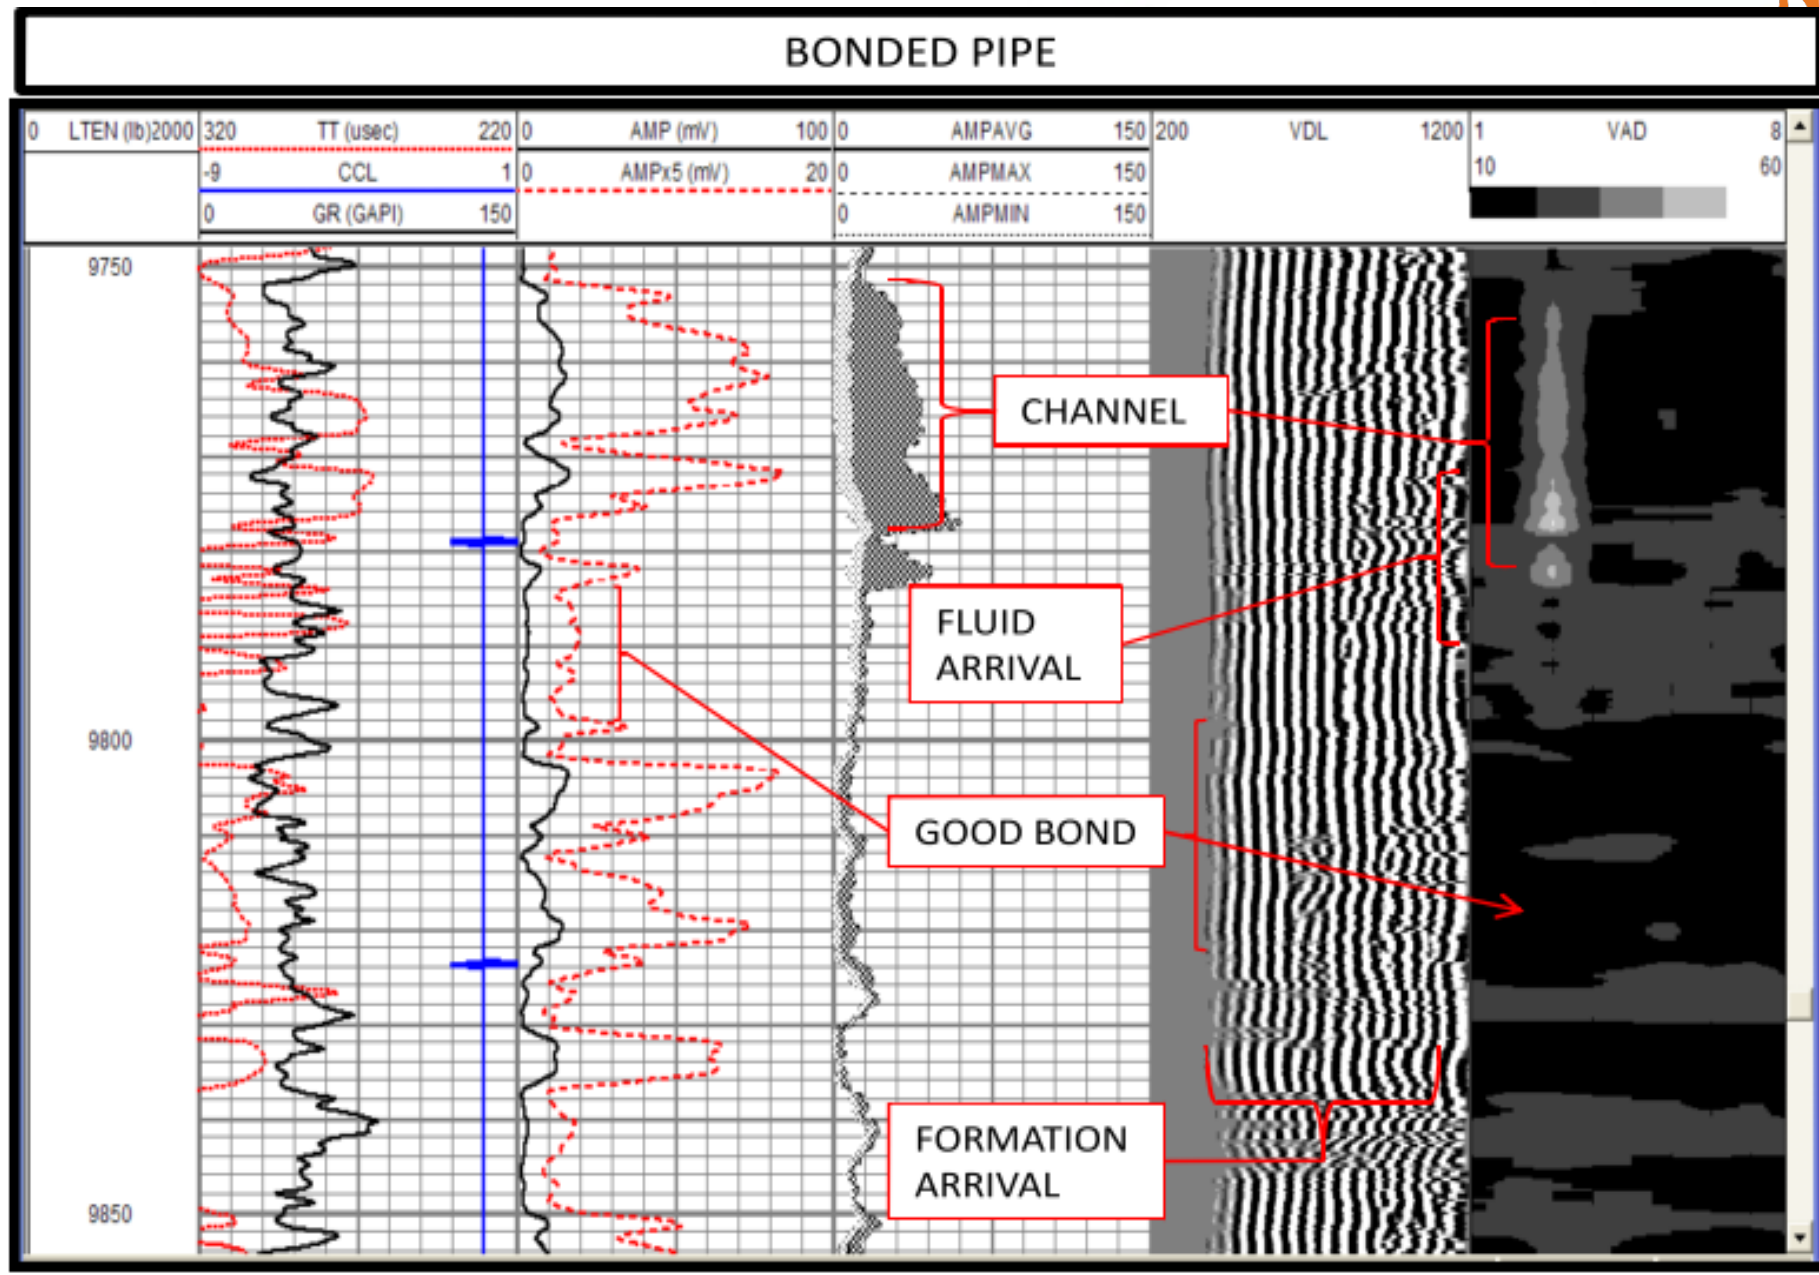 BONDED PIPE
0 LTEN (lb)2000 320 TT (usec) 220 0 AMP (mV) 100 0 AMPAVG 150 200 VDL 1200 1 VAD 8
-9 CCL 1 0 AMPx5 (mV) 20 0 AMPMAX 150 10 60
0 GR (GAPI) 150 0 AMPMIN 150
9750
CHANNEL
FLUID
ARRIVAL
9800
GOOD BOND
FORMATION
ARRIVAL
9850